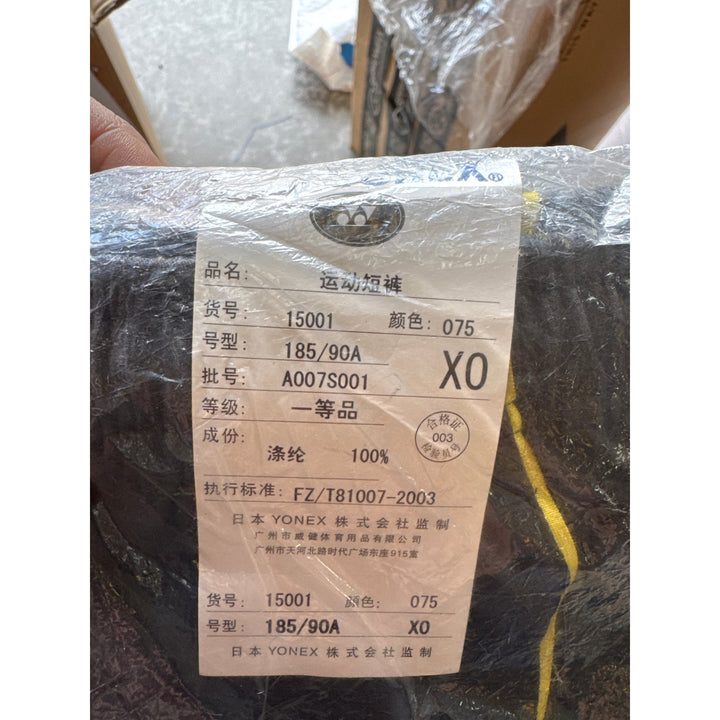 品名: 运动短裤
货号: 15001 颜色: 075
号型: 185/90A XO
批号: A007S001
等级: 一等品
合格证
003
检验员号
成份:
涤纶 100%
执行标准: FZ/T81007-2003
日本 YONEX 株式会社监制
广州市威健体育用品有限公司
广州市天河北路时代广场东座915室
货号: 15001 颜色: 075
号型: 185/90A XO
日本 YONEX 株式会社监制